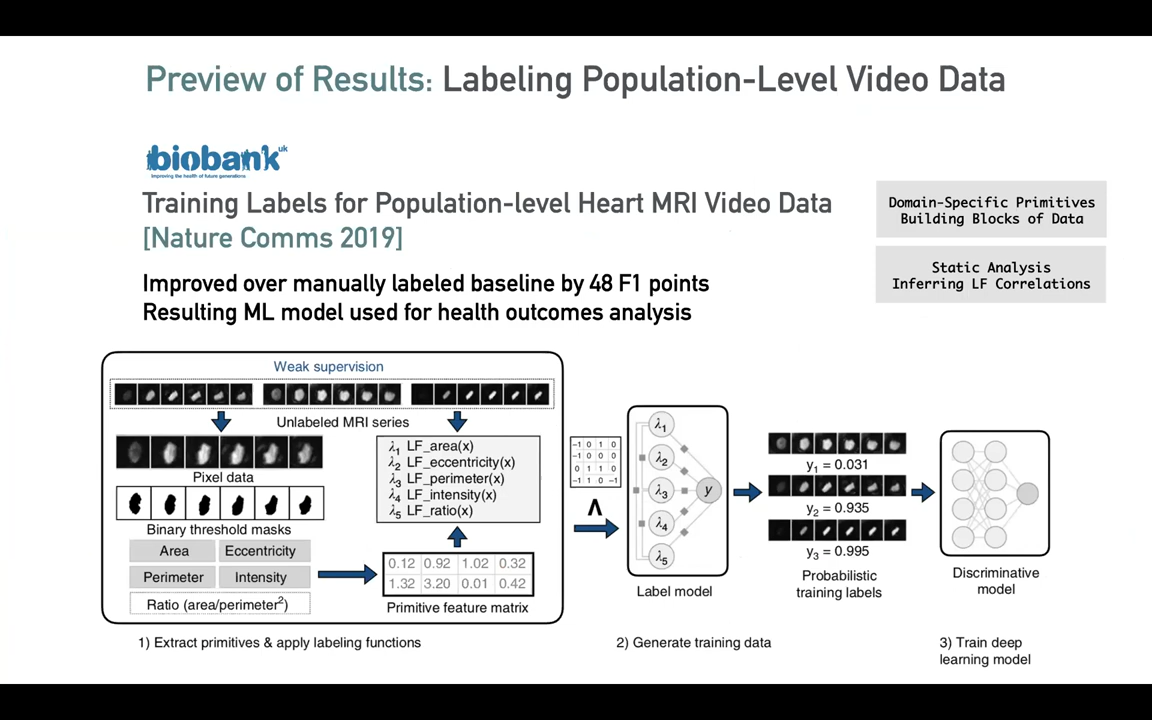 Preview of Results: Labeling Population-Level Video Data
biobank uk
Improving the health of future generations
Training Labels for Population-level Heart MRI Video Data
[Nature Comms 2019]
Domain-Specific Primitives
Building Blocks of Data
Static Analysis
Inferring LF Correlations
Improved over manually labeled baseline by 48 F1 points
Resulting ML model used for health outcomes analysis
Weak supervision
Unlabeled MRI series
Pixel data
Binary threshold masks
Area
Eccentricity
Perimeter
Intensity
Ratio (area/perimeter²)
λ₁ LF_area(x)
λ₂ LF_eccentricity(x)
λ₃ LF_perimeter(x)
λ₄ LF_intensity(x)
λ₅ LF_ratio(x)
0.12 0.92 1.02 0.32
1.32 3.20 0.01 0.42
Primitive feature matrix
−1 0 1 0
−1 0 0 0
0 1 1 0
−1 1 0 −1
Λ
λ₁
λ₂
λ₃
λ₄
λ₅
y
Label model
y₁ = 0.031
y₂ = 0.935
y₃ = 0.995
Probabilistic
training labels
Discriminative
model
1) Extract primitives & apply labeling functions
2) Generate training data
3) Train deep
learning model